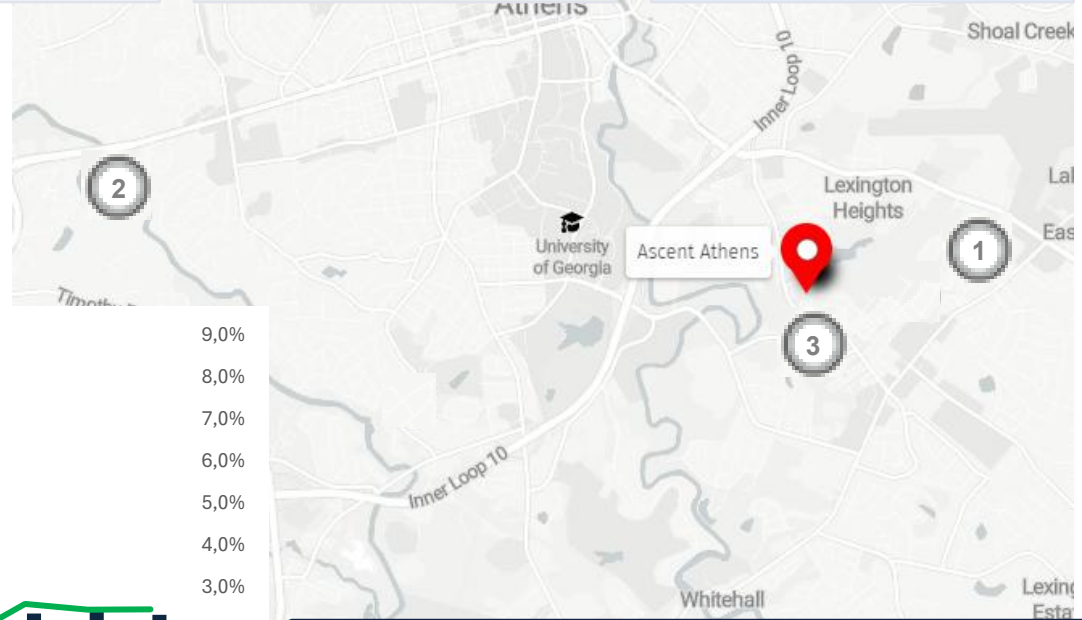 Athens
Shoal Creek
Inner Loop 10
Lexington
Heights
2
University
of Georgia
Ascent Athens
1
3
9,0%
8,0%
7,0%
6,0%
5,0%
4,0%
3,0%
Inner Loop 10
Whitehall